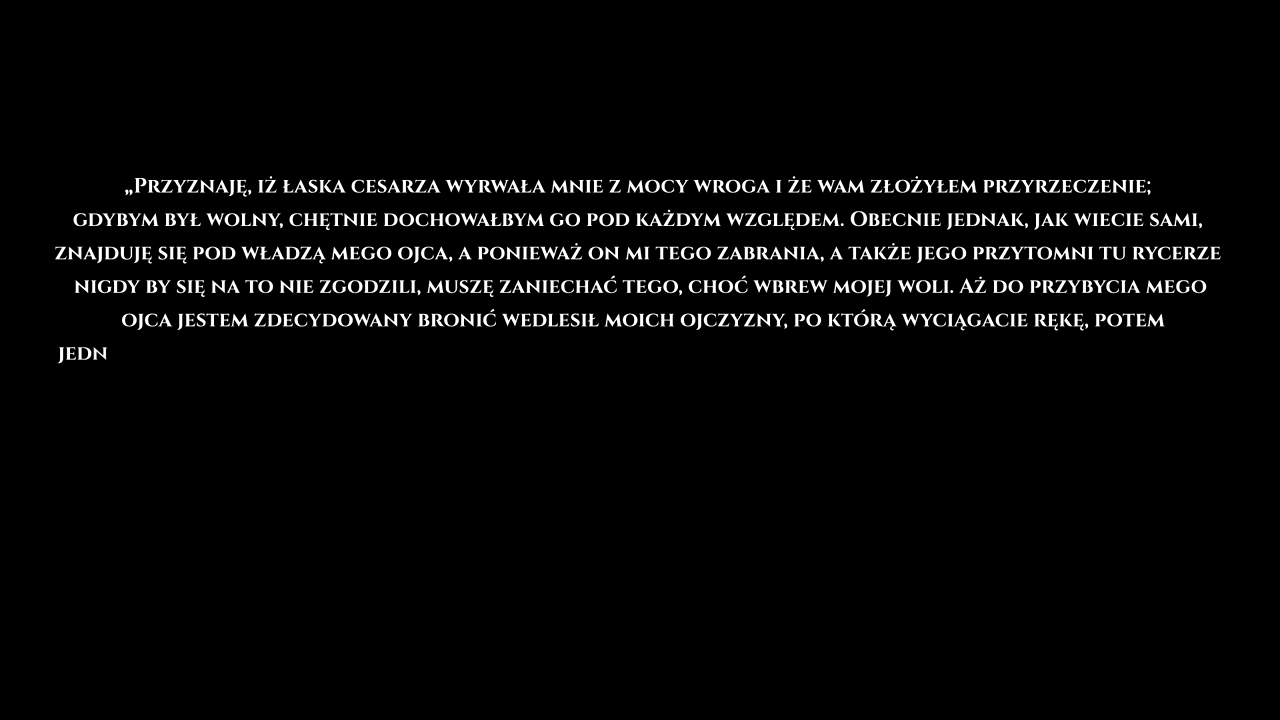 „Przyznaję, iż łaska cesarza wyrwała mnie z mocy wroga i że wam złożyłem przyrzeczenie;
gdybym był wolny, chętnie dochowałbym go pod każdym względem. Obecnie jednak, jak wiecie sami,
znajduję się pod władzą mego ojca, a ponieważ on mi tego zabrania, a także jego przytomni tu rycerze
nigdy by się na to nie zgodzili, muszę zaniechać tego, choć wbrew mojej woli. Aż do przybycia mego
ojca jestem zdecydowany bronić wedlesił moich ojczyzny, po którą wyciągacie rękę, potem
jedn